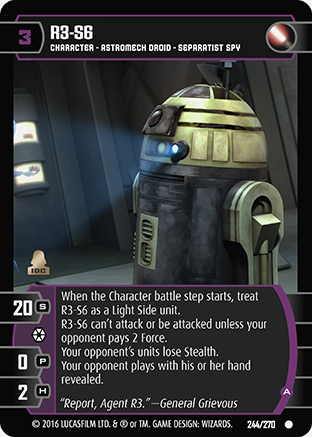 3
R3-S6
CHARACTER - ASTROMECH DROID - SEPARATIST SPY
IDC
20 S
When the Character battle step starts, treat
R3-S6 as a Light Side unit.
R3-S6 can't attack or be attacked unless your
opponent pays 2 Force.
0 P
Your opponent's units lose Stealth.
Your opponent plays with his or her hand
revealed.
2 H
A
"Report, Agent R3."—General Grievous
© 2016 LUCASFILM LTD. & ® or TM. GAME DESIGN: WIZARDS.
244/270